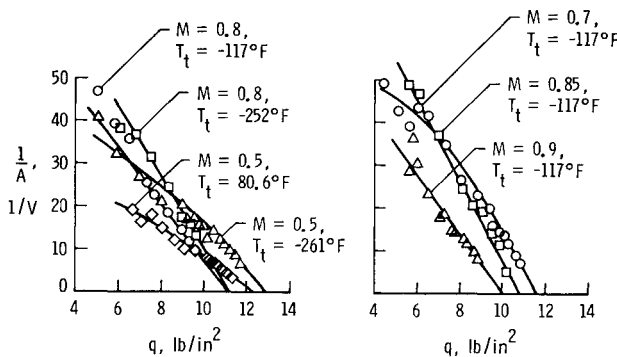 M = 0.8,
T_t = -117°F
M = 0.8,
T_t = -252°F
M = 0.5,
T_t = 80.6°F
M = 0.5,
T_t = -261°F
50
40
30
20
10
0
1/A,
1/V
4 6 8 10 12 14
q, lb/in²
M = 0.7,
T_t = -117°F
M = 0.85,
T_t = -117°F
M = 0.9,
T_t = -117°F
4 6 8 10 12 14
q, lb/in²